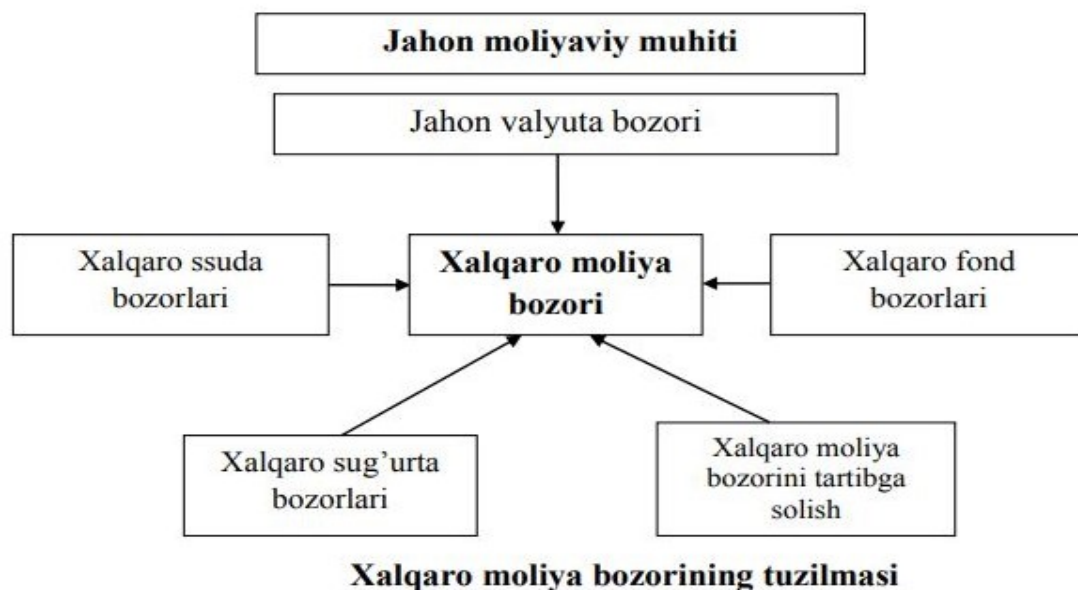 Jahon moliyaviy muhiti
Jahon valyuta bozori
Xalqaro ssuda
bozorlari
Xalqaro moliya
bozori
Xalqaro fond
bozorlari
Xalqaro sug’urta
bozorlari
Xalqaro moliya
bozorini tartibga
solish
Xalqaro moliya bozorining tuzilmasi